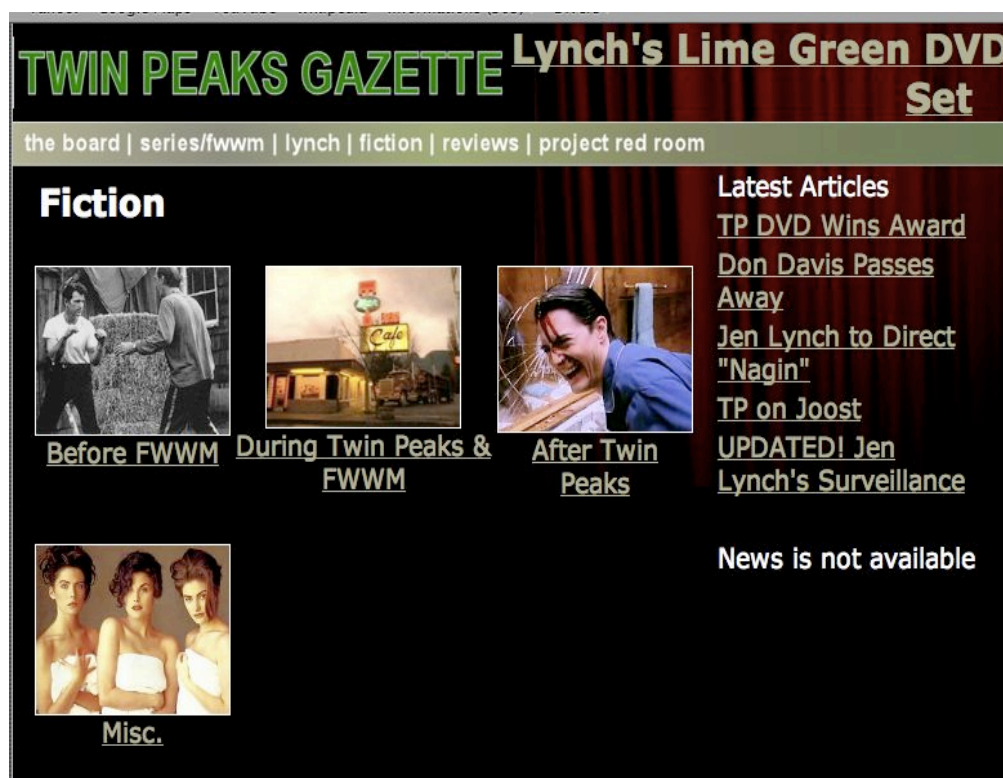 TWIN PEAKS GAZETTE
Lynch's Lime Green DVD
Set
the board | series/fwwm | lynch | fiction | reviews | project red room
Fiction
Before FWWM
During Twin Peaks &
FWWM
After Twin
Peaks
Misc.
Latest Articles
TP DVD Wins Award
Don Davis Passes
Away
Jen Lynch to Direct
"Nagin"
TP on Joost
UPDATED! Jen
Lynch's Surveillance
News is not available
Cafe